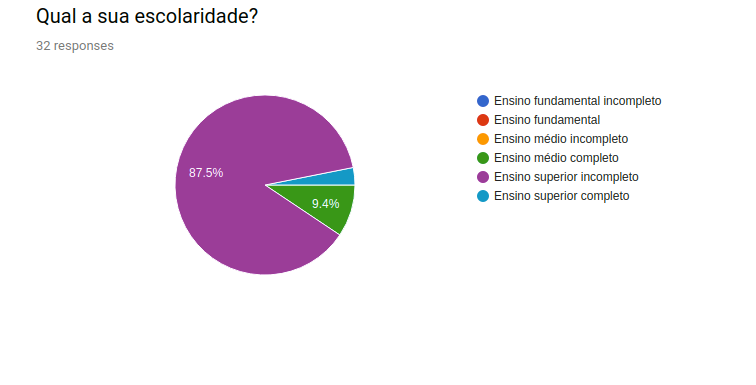 Qual a sua escolaridade?
32 responses
87.5%
9.4%
Ensino fundamental incompleto
Ensino fundamental
Ensino médio incompleto
Ensino médio completo
Ensino superior incompleto
Ensino superior completo